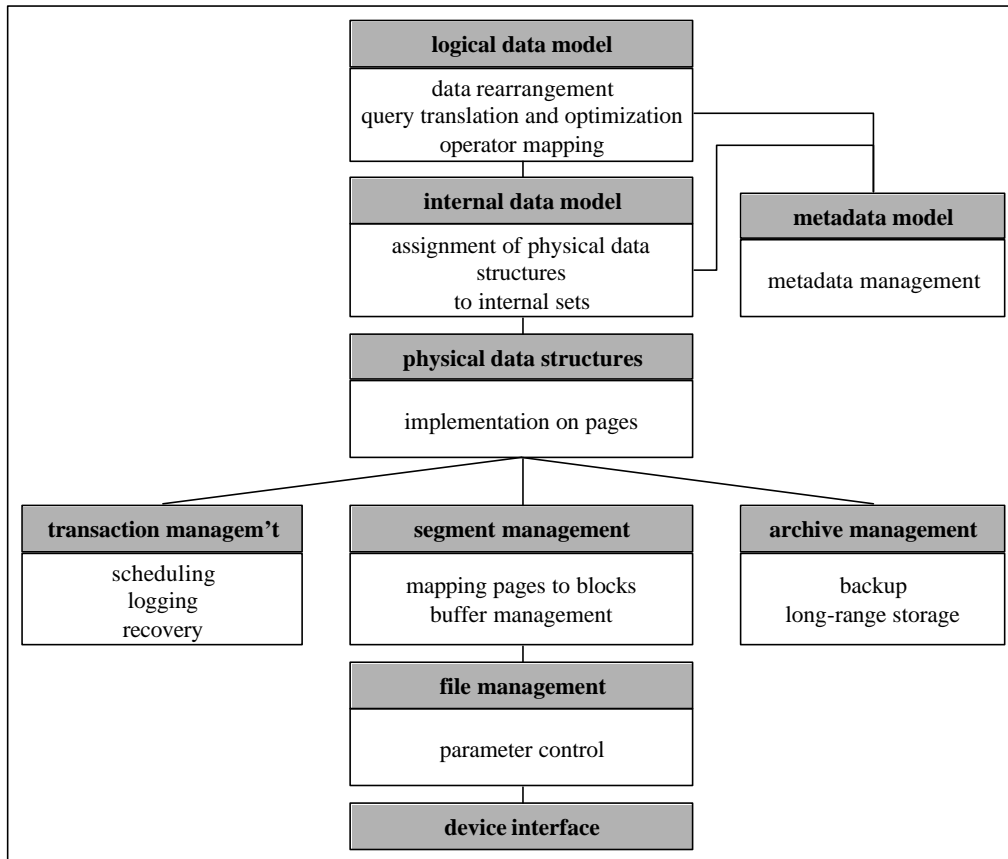 logical data model
data rearrangement
query translation and optimization
operator mapping
internal data model
assignment of physical data
structures
to internal sets
metadata model
metadata management
physical data structures
implementation on pages
transaction managem’t
scheduling
logging
recovery
segment management
mapping pages to blocks
buffer management
archive management
backup
long-range storage
file management
parameter control
device interface